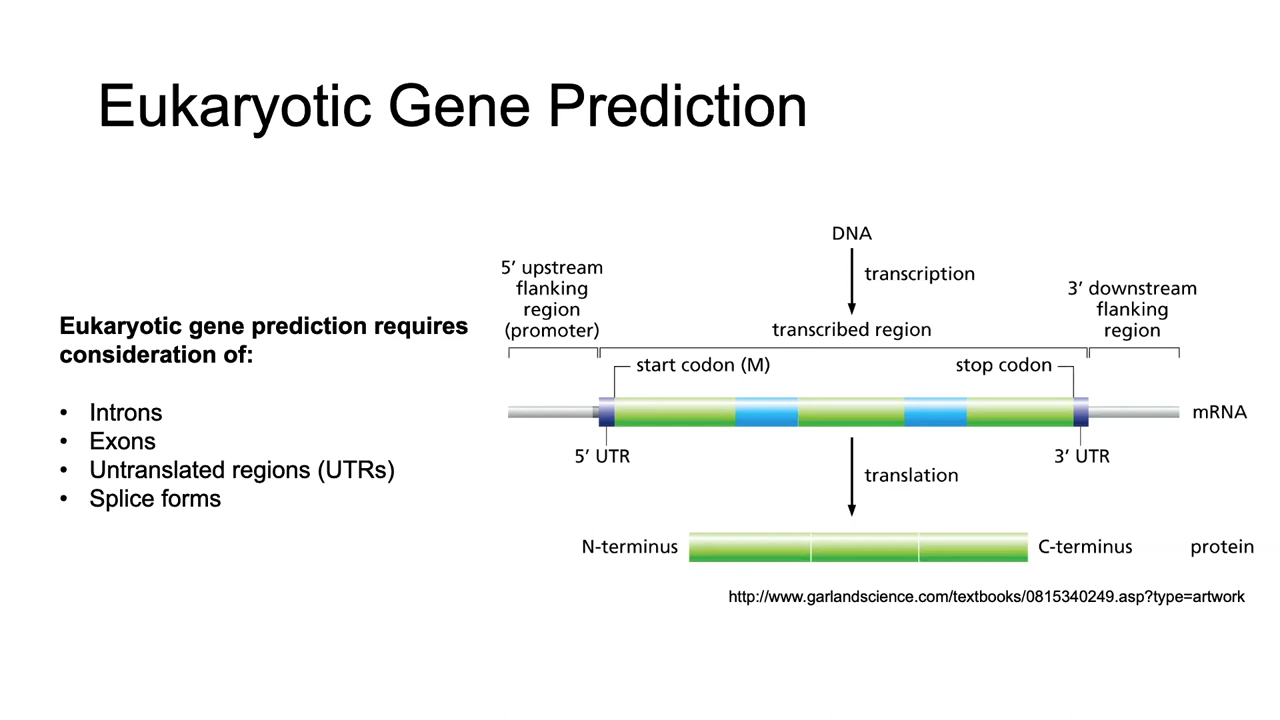 Eukaryotic Gene Prediction
Eukaryotic gene prediction requires
consideration of:
• Introns
• Exons
• Untranslated regions (UTRs)
• Splice forms
DNA
transcription
5’ upstream
flanking
region
(promoter)
transcribed region
3’ downstream
flanking
region
start codon (M)
stop codon
mRNA
5’ UTR
3’ UTR
translation
N-terminus
C-terminus
protein
http://www.garlandscience.com/textbooks/0815340249.asp?type=artwork